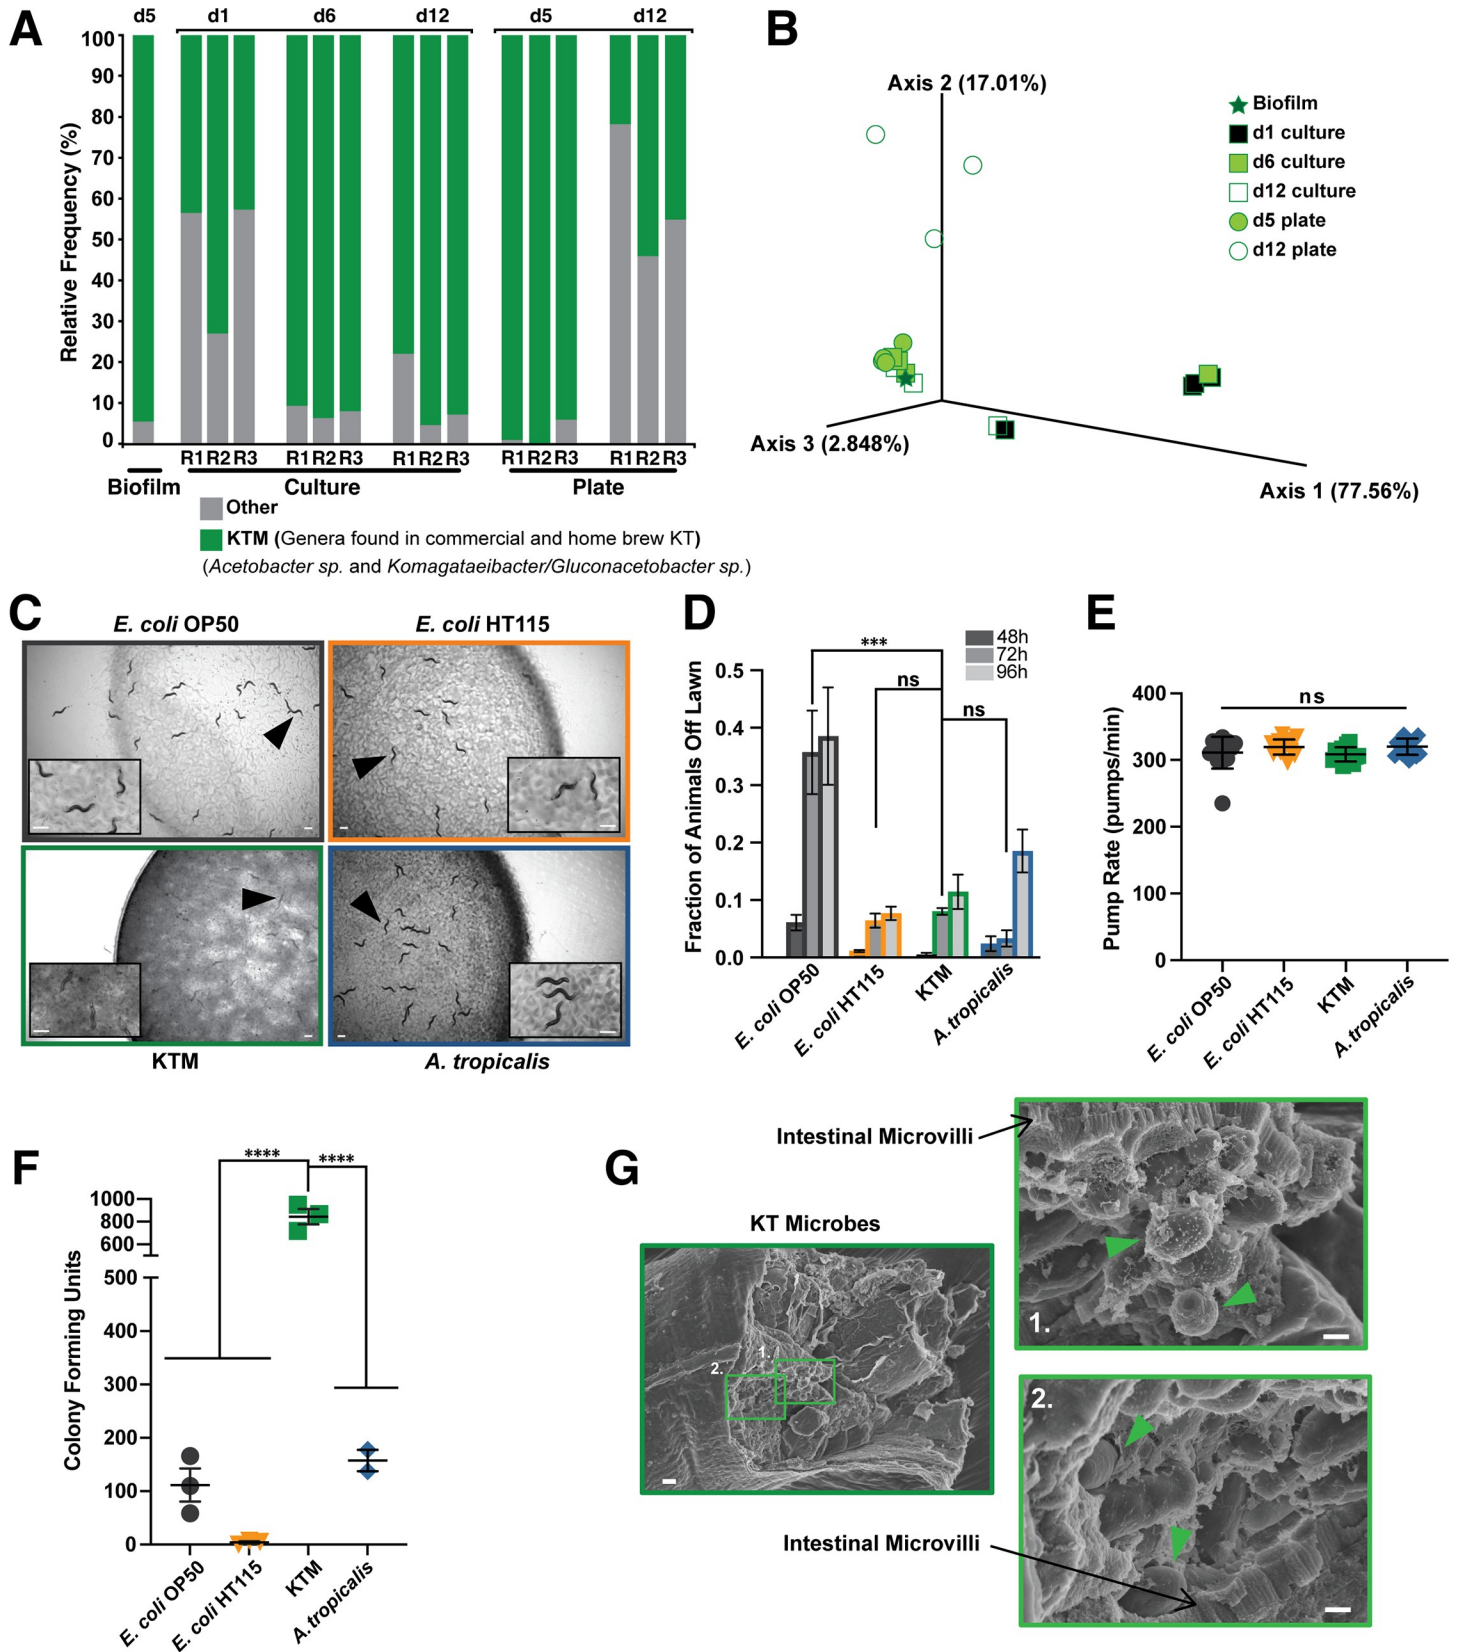 A
d5 d1 d6 d12 d5 d12
Relative Frequency (%)
100
90
80
70
60
50
40
30
20
10
0
R1 R2 R3 R1 R2 R3 R1 R2 R3 R1 R2 R3 R1 R2 R3
Biofilm Culture Plate
Other
KTM (Genera found in commercial and home brew KT)
(Acetobacter sp. and Komagataeibacter/Gluconacetobacter sp.)
B
Axis 2 (17.01%)
Axis 3 (2.848%)
Axis 1 (77.56%)
Biofilm
d1 culture
d6 culture
d12 culture
d5 plate
d12 plate
C
E. coli OP50
E. coli HT115
KTM
A. tropicalis
D
Fraction of Animals Off Lawn
0.5
0.4
0.3
0.2
0.1
0.0
***
ns
ns
48h
72h
96h
E. coli OP50
E. coli HT115
KTM
A. tropicalis
E
Pump Rate (pumps/min)
400
300
200
100
0
ns
E. coli OP50
E. coli HT115
KTM
A. tropicalis
F
Colony Forming Units
1000
800
600
500
400
300
200
100
0
****
****
E. coli OP50
E. coli HT115
KTM
A. tropicalis
G
KT Microbes
1.
2.
Intestinal Microvilli
1.
2.
Intestinal Microvilli